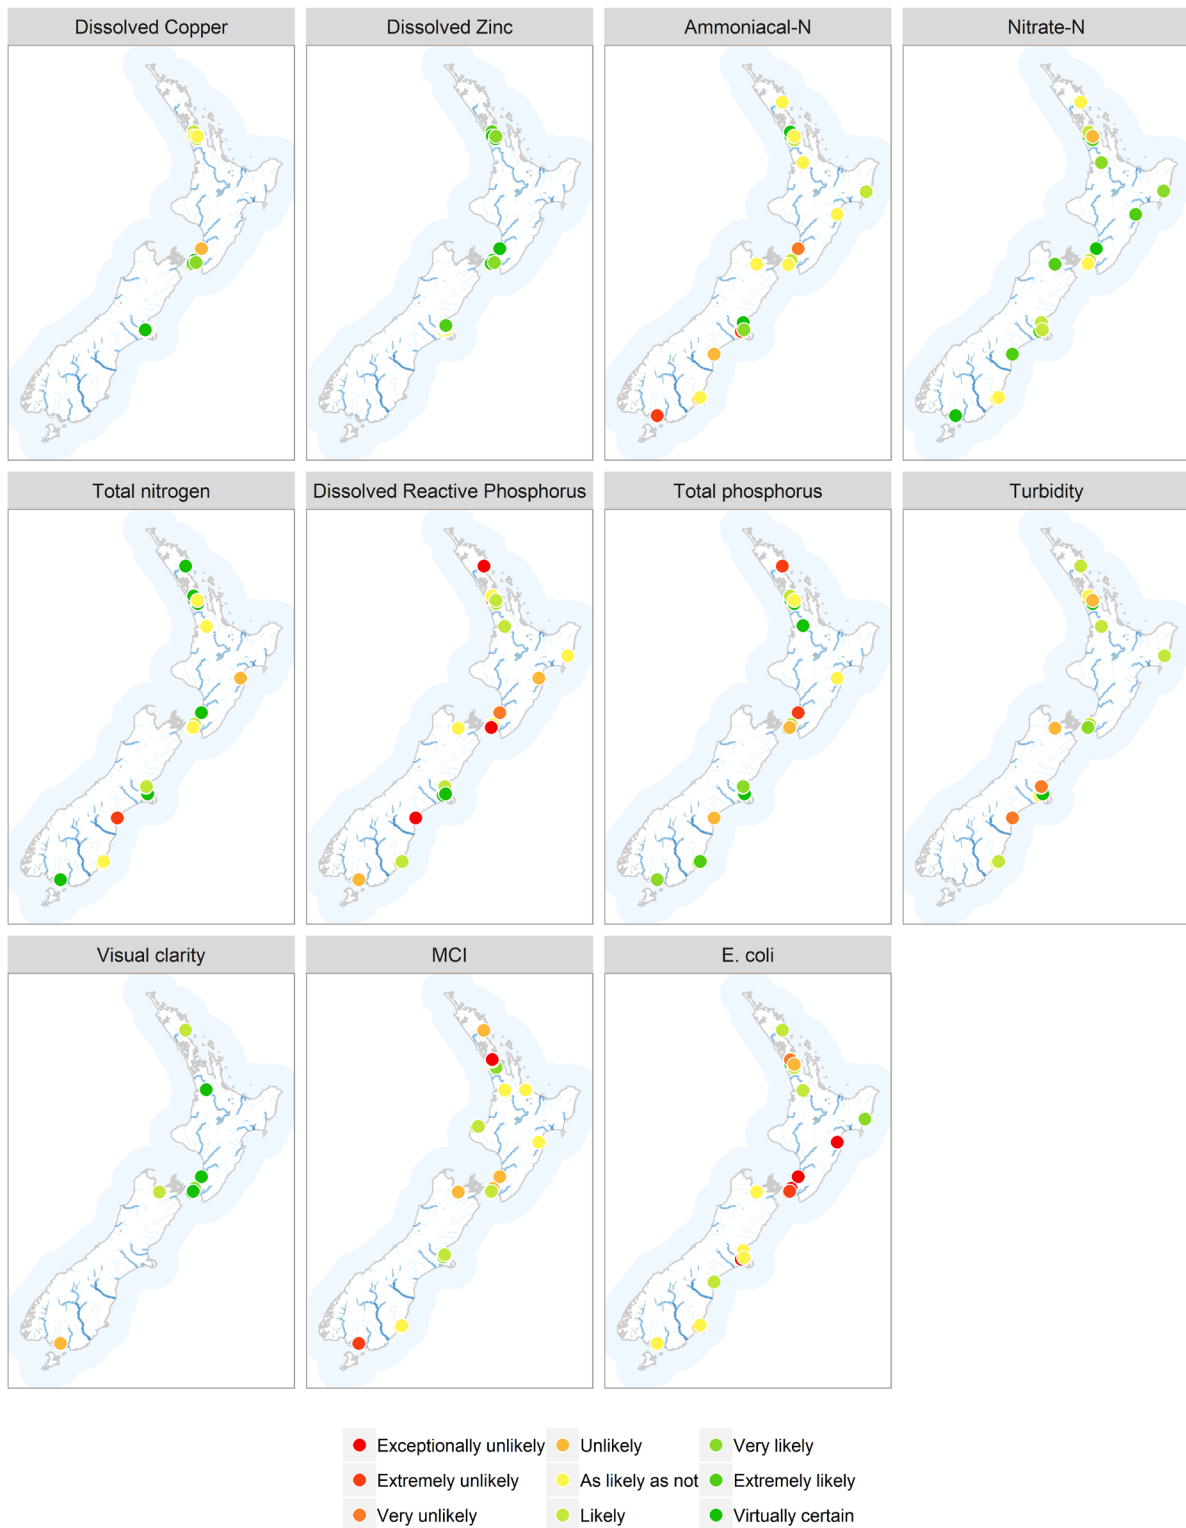 Dissolved Copper
Dissolved Zinc
Ammoniacal-N
Nitrate-N
Total nitrogen
Dissolved Reactive Phosphorus
Total phosphorus
Turbidity
Visual clarity
MCI
E. coli
Exceptionally unlikely
Unlikely
Very likely
Extremely unlikely
As likely as not
Extremely likely
Very unlikely
Likely
Virtually certain